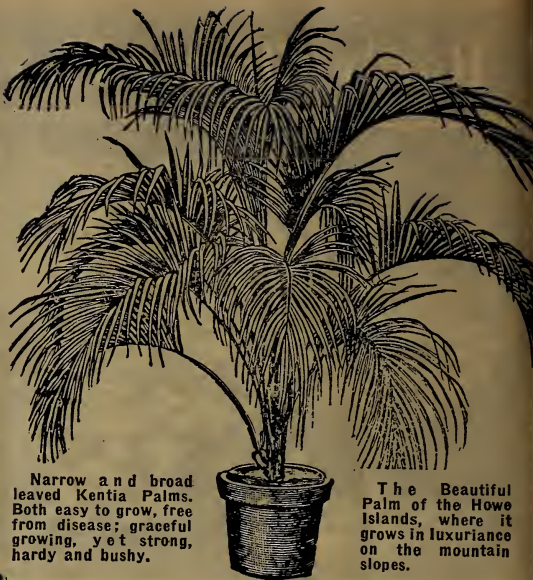 Narrow and broad
leaved Kentia Palms.
Both easy to grow, free
from disease; graceful
growing, yet strong,
hardy and bushy.
The Beautiful
Palm of the Howe
Islands, where it
grows in luxuriance
on the mountain
slopes.